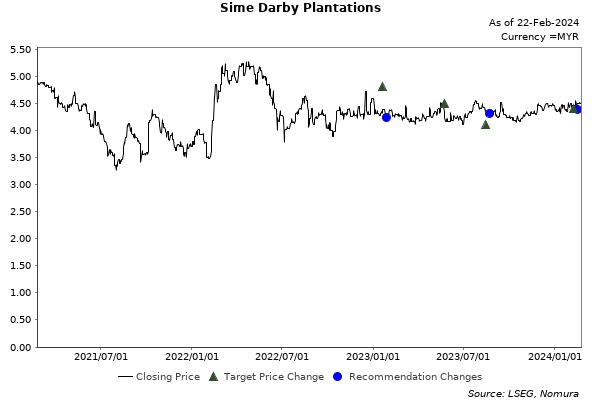 Sime Darby Plantations
As of 22-Feb-2024
Currency =MYR
5.50
5.00
4.50
4.00
3.50
3.00
2.50
2.00
1.50
1.00
0.50
0.00
2021/07/01 2022/01/01 2022/07/01 2023/01/01 2023/07/01 2024/01/01
Closing Price Target Price Change Recommendation Changes
Source: LSEG, Nomura